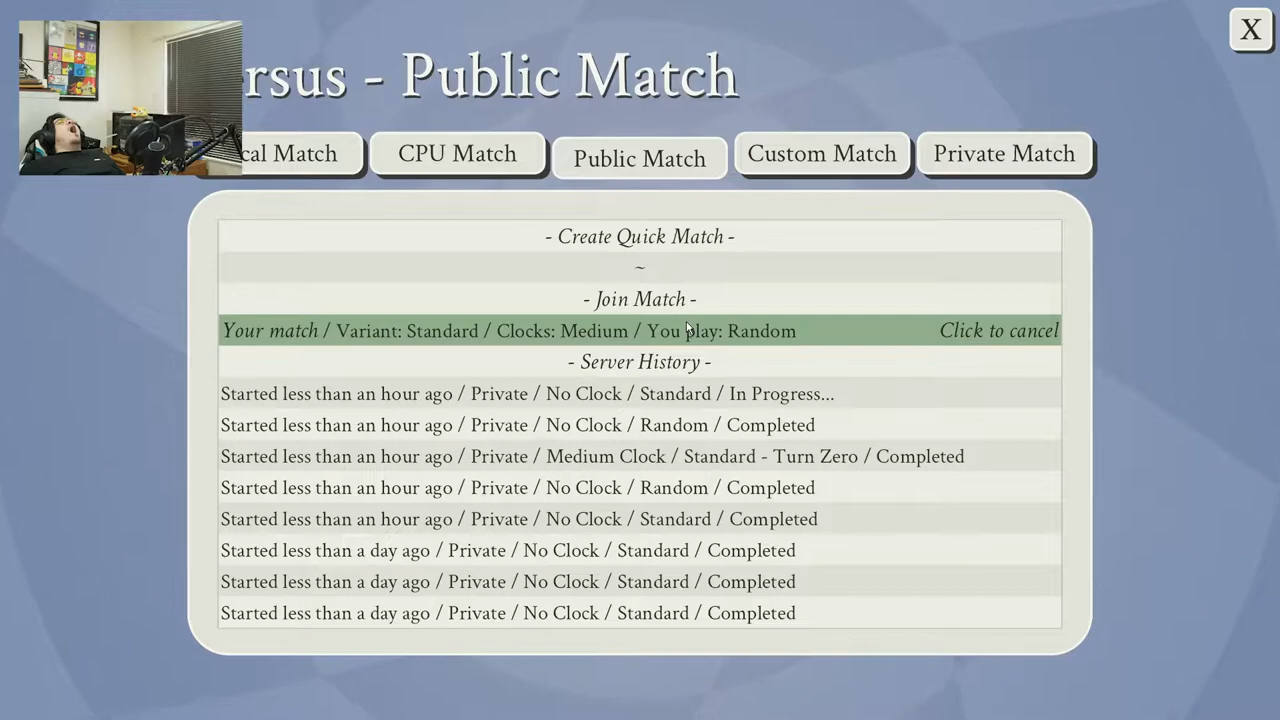 X
rsus - Public Match
cal Match
CPU Match
Public Match
Custom Match
Private Match
- Create Quick Match -
~
- Join Match -
Your match / Variant: Standard / Clocks: Medium / You play: Random Click to cancel
- Server History -
Started less than an hour ago / Private / No Clock / Standard / In Progress...
Started less than an hour ago / Private / No Clock / Random / Completed
Started less than an hour ago / Private / Medium Clock / Standard - Turn Zero / Completed
Started less than an hour ago / Private / No Clock / Random / Completed
Started less than an hour ago / Private / No Clock / Standard / Completed
Started less than a day ago / Private / No Clock / Standard / Completed
Started less than a day ago / Private / No Clock / Standard / Completed
Started less than a day ago / Private / No Clock / Standard / Completed